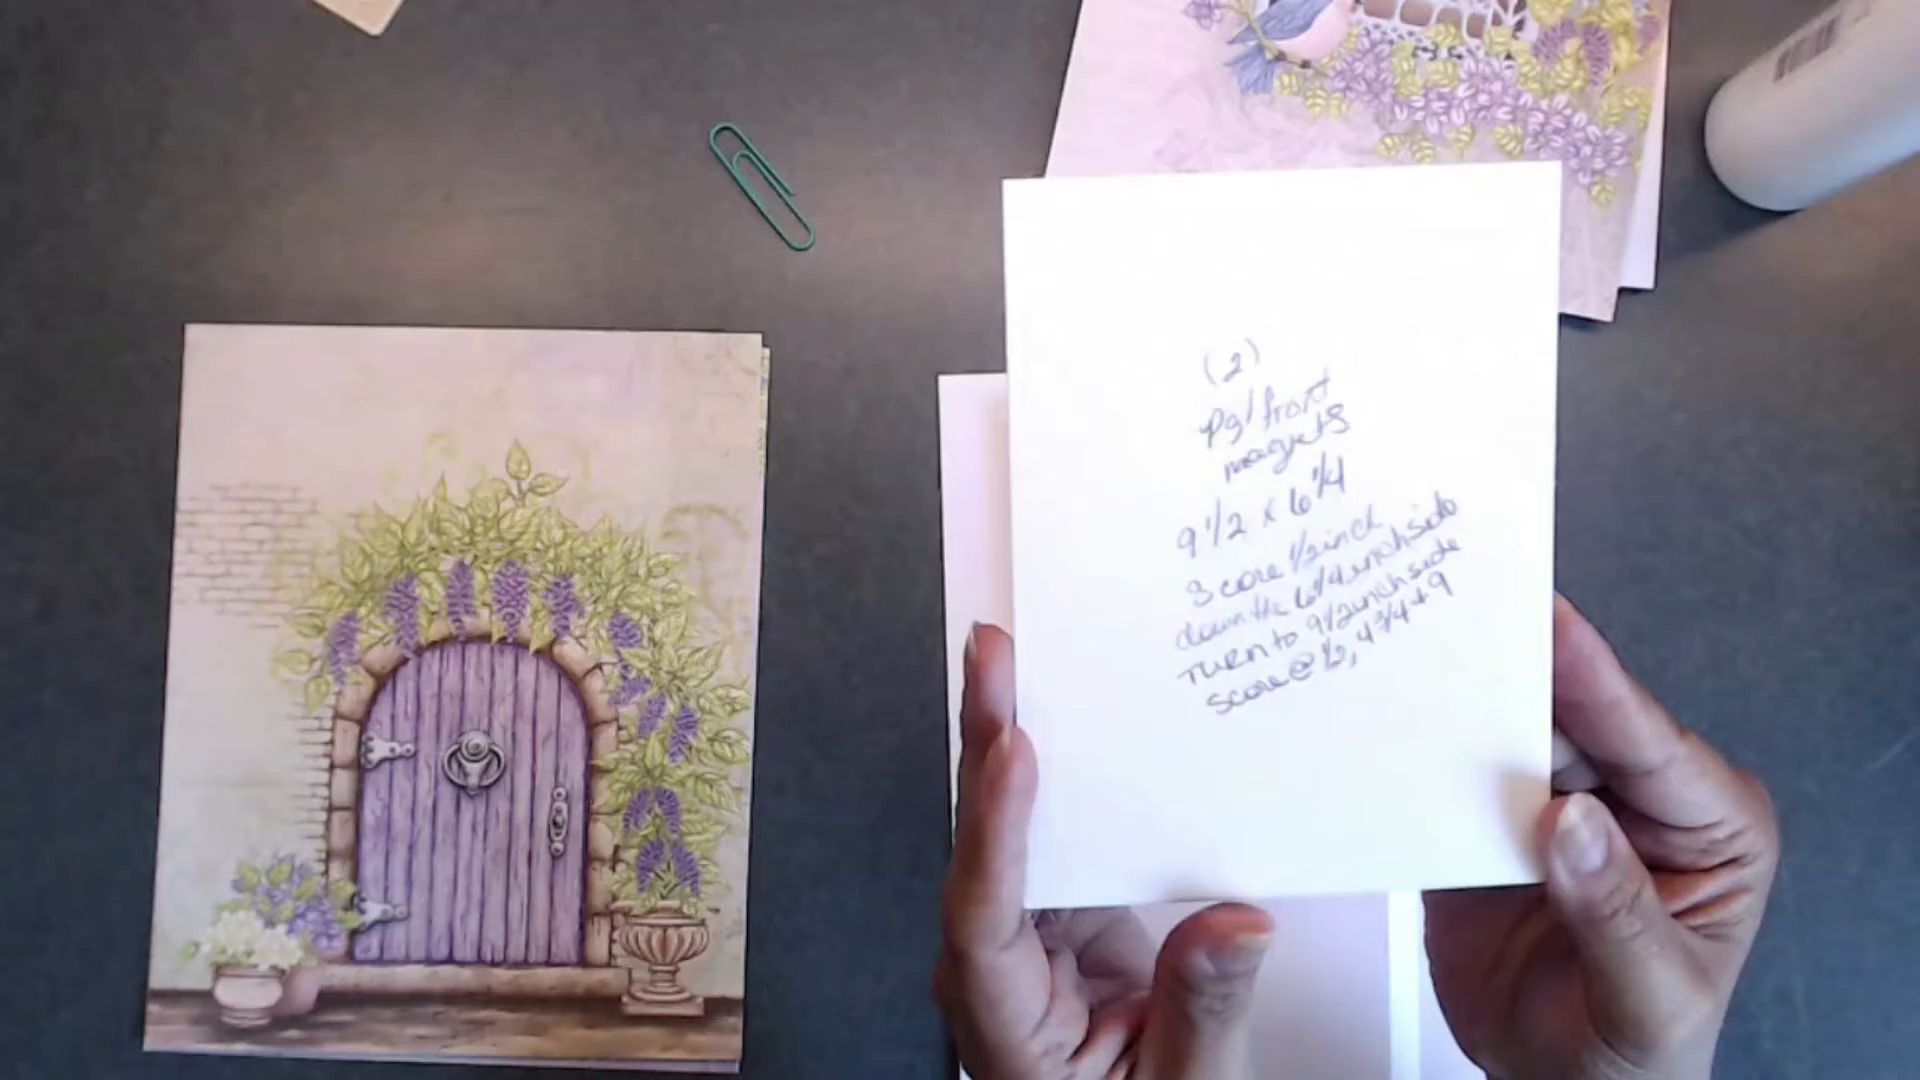 (2)
pg 1 front
magnets
9 1/2 x 6 1/4
Score 1/2 inch
down the 6 1/4 inch side
TURN to 9 1/2 inch side
score @ 1/2, 4 3/4 + 9